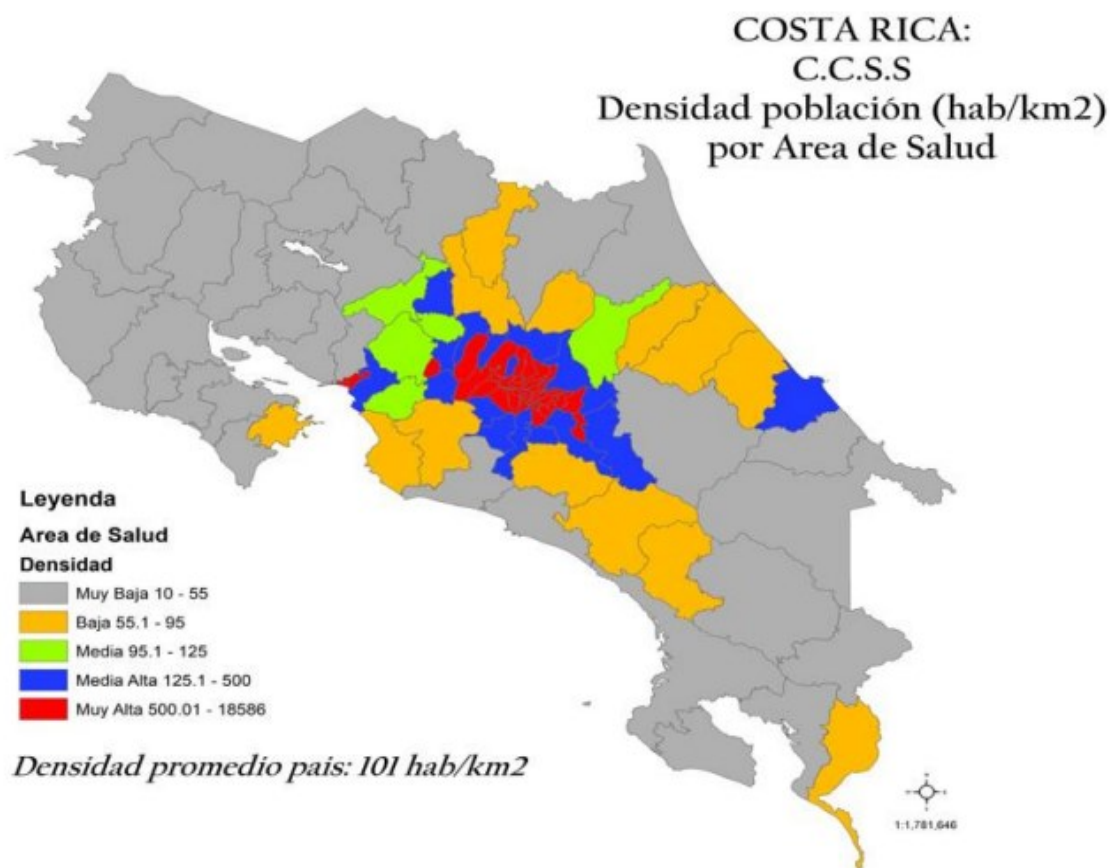 COSTA RICA:
C.C.S.S
Densidad población (hab/km2)
por Area de Salud
Leyenda
Area de Salud
Densidad
Muy Baja 10 - 55
Baja 55.1 - 95
Media 95.1 - 125
Media Alta 125.1 - 500
Muy Alta 500.01 - 18586
Densidad promedio pais: 101 hab/km2
1:1,781,646